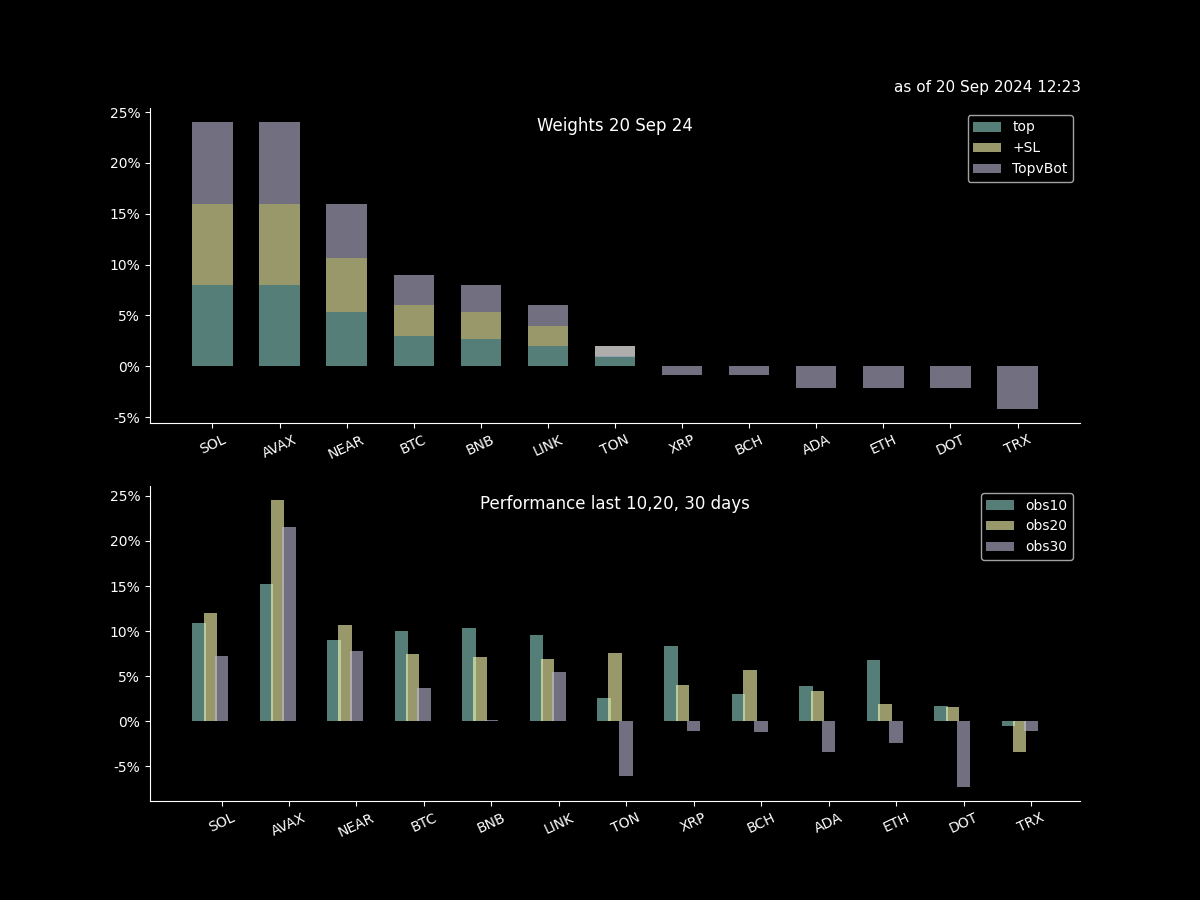 as of 20 Sep 2024 12:23
Weights 20 Sep 24
25%
20%
15%
10%
5%
0%
-5%
top
+SL
TopvBot
SOL AVAX NEAR BTC BNB LINK TON XRP BCH ADA ETH DOT TRX
Performance last 10,20, 30 days
25%
20%
15%
10%
5%
0%
-5%
obs10
obs20
obs30
SOL AVAX NEAR BTC BNB LINK TON XRP BCH ADA ETH DOT TRX